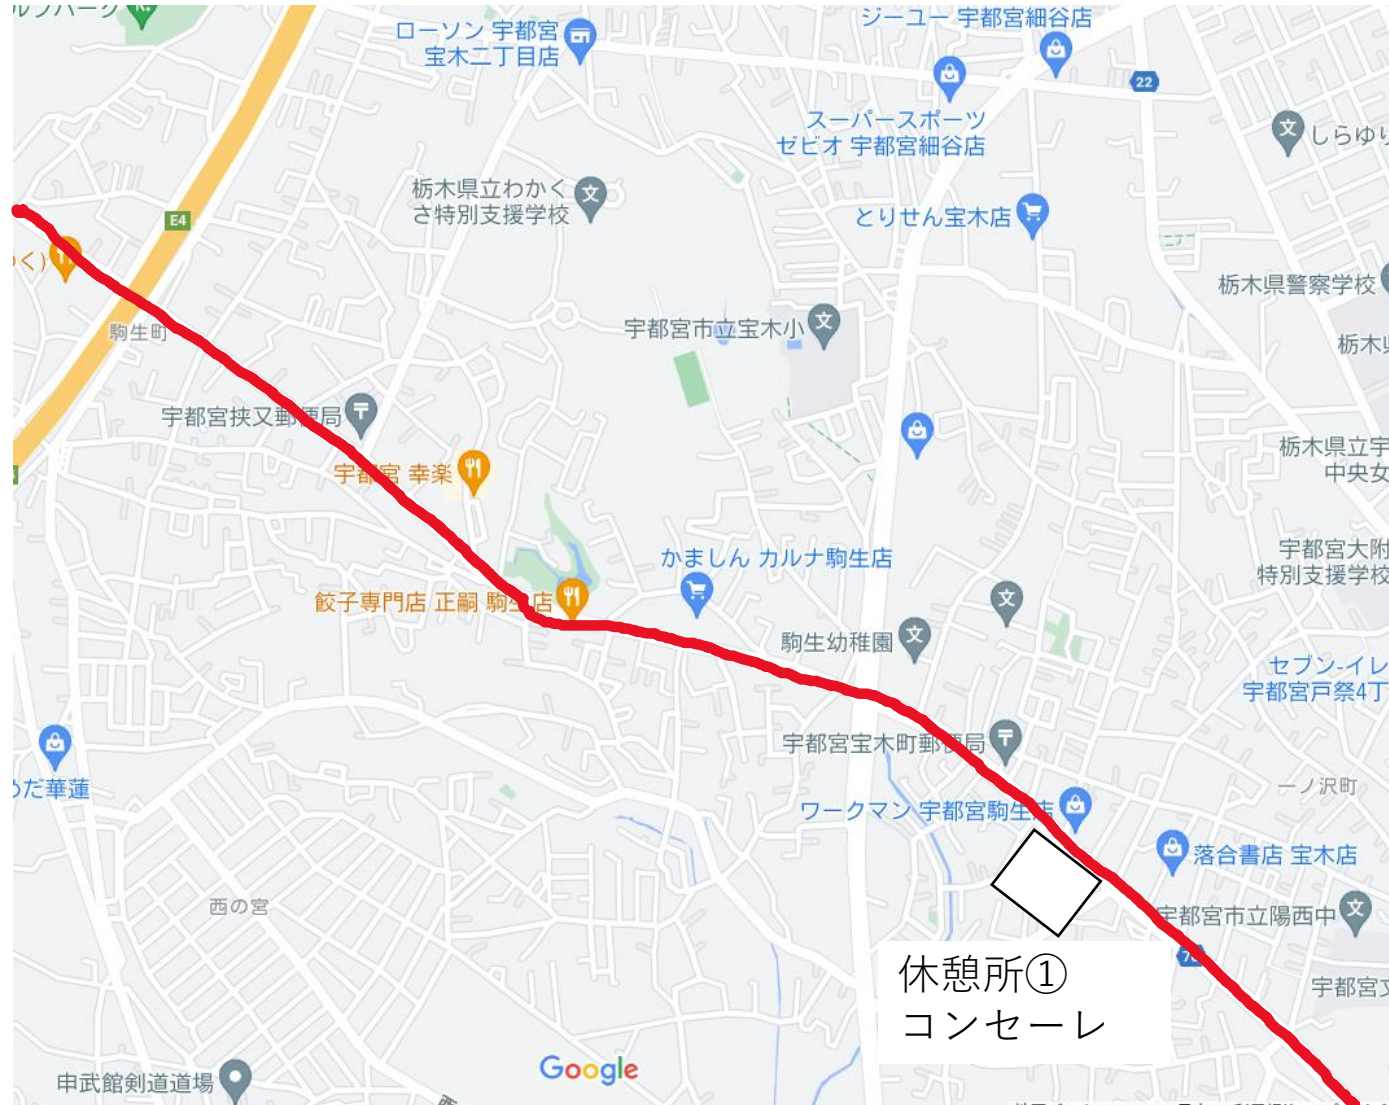 ローソン 宇都宮
宝木二丁目店
ジーユー 宇都宮細谷店
22
スーパースポーツ
ゼビオ 宇都宮細谷店
しらゆり
栃木県立わかく
さ特別支援学校
とりせん宝木店
E4
く)
栃木県警察学校
駒生町
宇都宮市立宝木小
宇都宮挾又郵便局
栃木県立宇
中央女
宇都宮 幸楽
宇都宮大附
特別支援学校
かましん カルナ駒生店
餃子専門店 正嗣 駒生店
駒生幼稚園
セブン-イレ
宇都宮戸祭4丁
宇都宮宝木町郵便局
だ華蓮
一ノ沢町
ワークマン 宇都宮駒生店
落合書店 宝木店
西の宮
宇都宮市立陽西中
休憩所①
コンセーレ
宇都宮文
Google
申武館剣道道場